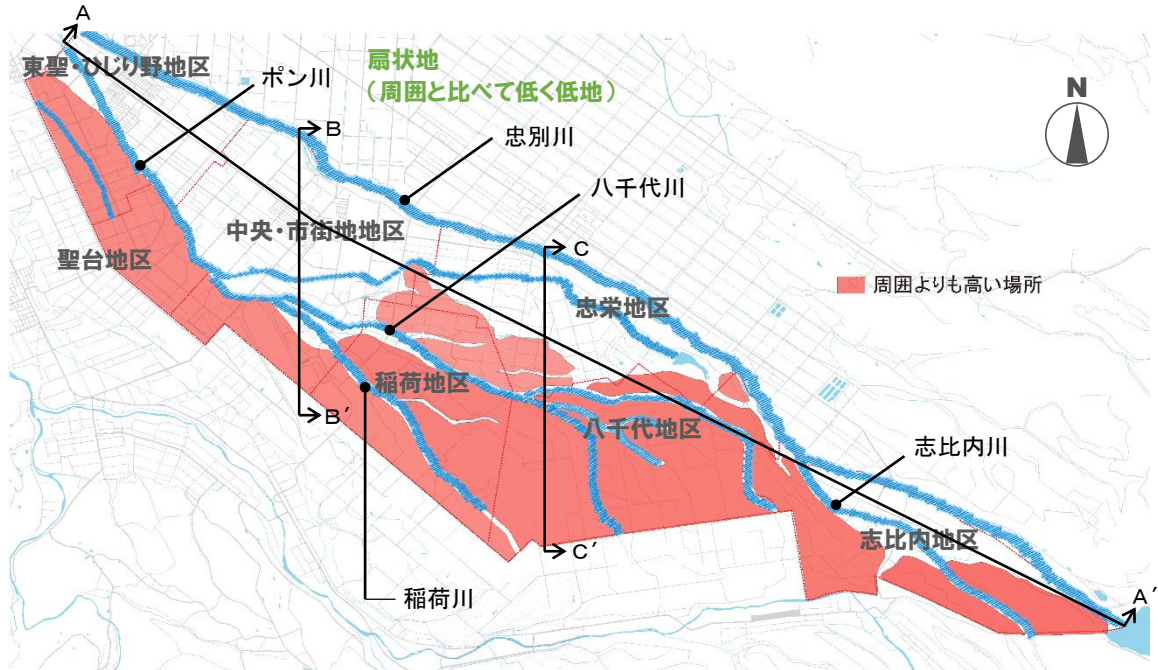 A
東聖・ひじり野地区
ポン川
扇状地
(周囲と比べて低く低地)
N
B
忠別川
八千代川
中央・市街地地区
C
聖台地区
周囲よりも高い場所
忠栄地区
稲荷地区
B′
八千代地区
志比内川
志比内地区
C′
稲荷川
A′